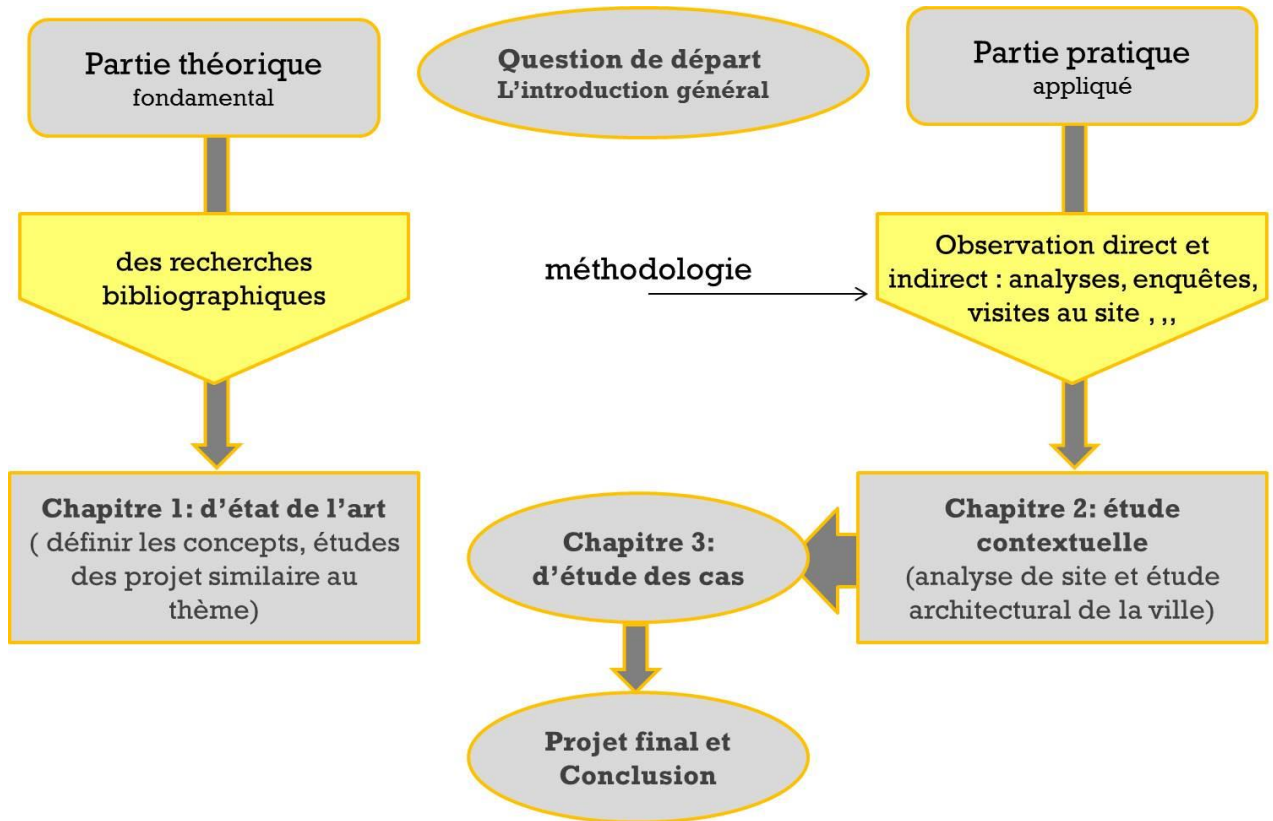 Partie théorique
fondamental
Question de départ
L'introduction général
Partie pratique
appliqué
des recherches
bibliographiques
méthodologie
Observation direct et
indirect : analyses, enquêtes,
visites au site , ,,
Chapitre 1: d'état de l'art
( définir les concepts, études
des projet similaire au
thème)
Chapitre 3:
d'étude des cas
Chapitre 2: étude
contextuelle
(analyse de site et étude
architectural de la ville)
Projet final et
Conclusion